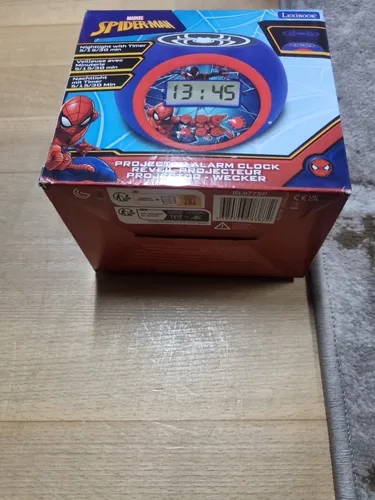 MARVEL
SPIDER-MAN
LEXIBOOK®
Nightlight with Timer
5/15/30 min
Veilleuse avec
Minuterie
5/15/30 min
Nachtlicht
mit Timer
5/15/30 Min
13:45
PROJECTOR ALARM CLOCK
RÉVEIL PROJECTEUR
PROJEKTOR-WECKER
RL977SP